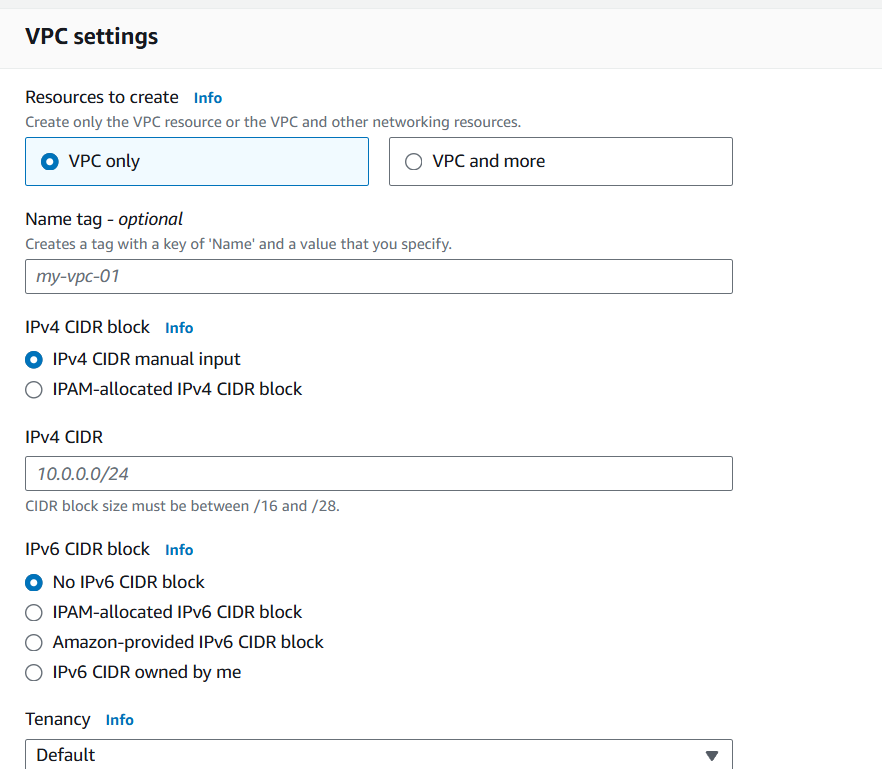 VPC settings
Resources to create Info
Create only the VPC resource or the VPC and other networking resources.
VPC only
VPC and more
Name tag - optional
Creates a tag with a key of 'Name' and a value that you specify.
my-vpc-01
IPv4 CIDR block Info
IPv4 CIDR manual input
IPAM-allocated IPv4 CIDR block
IPv4 CIDR
10.0.0.0/24
CIDR block size must be between /16 and /28.
IPv6 CIDR block Info
No IPv6 CIDR block
IPAM-allocated IPv6 CIDR block
Amazon-provided IPv6 CIDR block
IPv6 CIDR owned by me
Tenancy Info
Default